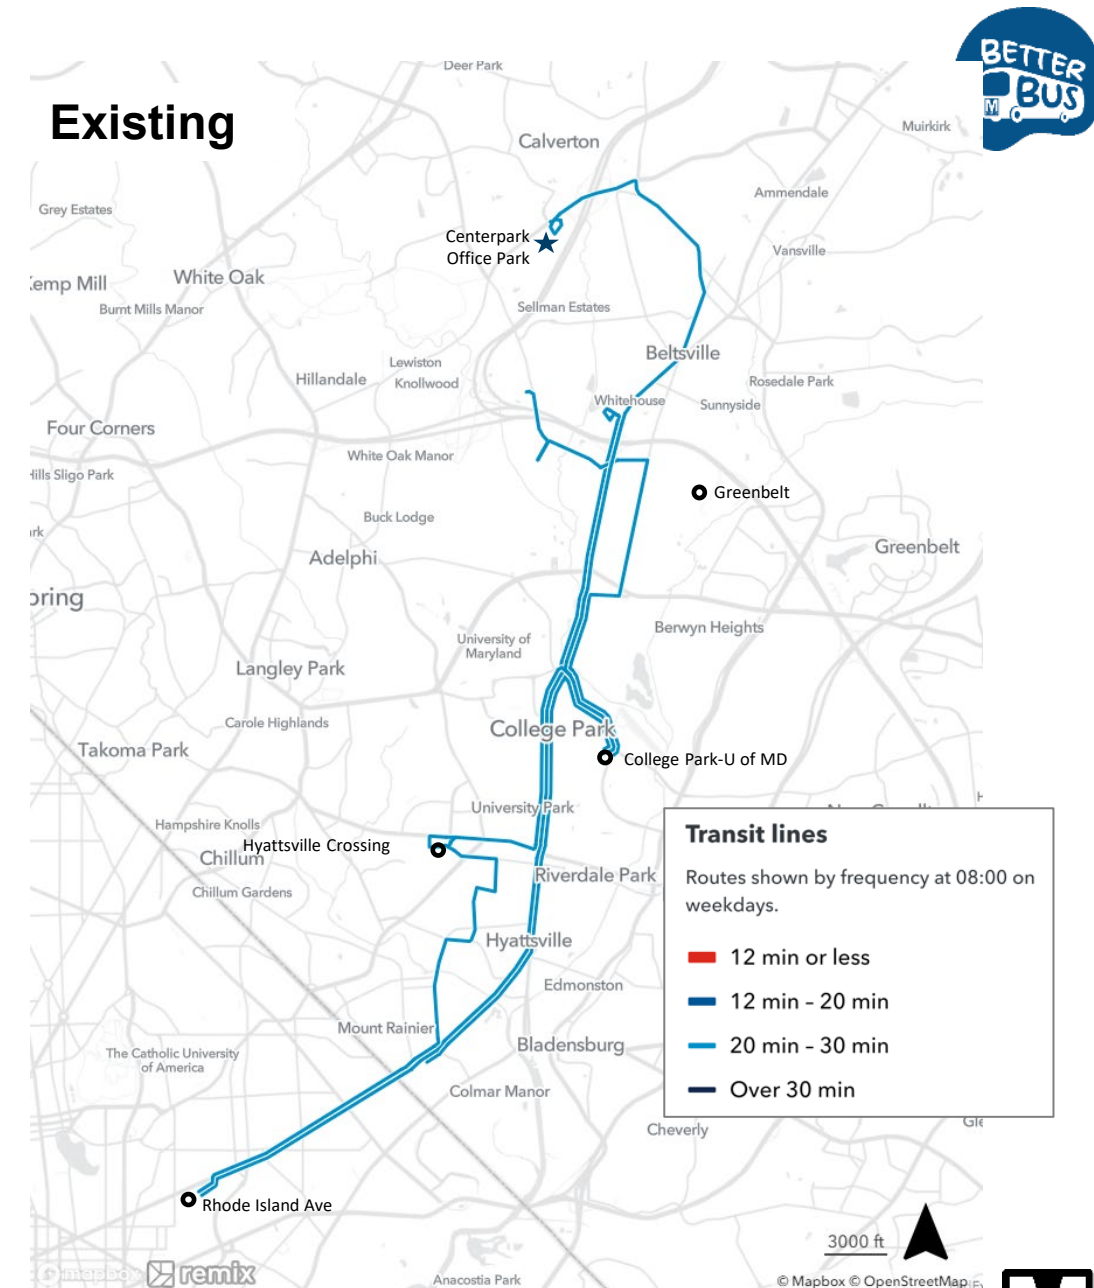 BETTER
BUS
M
Existing
Deer Park
Calverton
Muirkirk
Ammendale
Grey Estates
Centerpark
Office Park
Vansville
White Oak
Kemp Mill
Burnt Mills Manor
Sellman Estates
Beltsville
Lewiston
Hillandale
Knollwood
Rosedale Park
Whitehouse
Sunnyside
Four Corners
White Oak Manor
Hills Sligo Park
Greenbelt
Buck Lodge
Greenbelt
Adelphi
Berwyn Heights
University of
Maryland
Langley Park
Carole Highlands
College Park
Takoma Park
College Park-U of MD
University Park
Hampshire Knolls
Hyattsville Crossing
Chillum
Riverdale Park
Chillum Gardens
Hyattsville
Edmonston
Mount Rainier
Bladensburg
The Catholic University
of America
Colmar Manor
Cheverly
Transit lines
Routes shown by frequency at 08:00 on
weekdays.
12 min or less
12 min – 20 min
20 min – 30 min
Over 30 min
Rhode Island Ave
3000 ft
mapbox remix
Anacostia Park
© Mapbox © OpenStreetMap